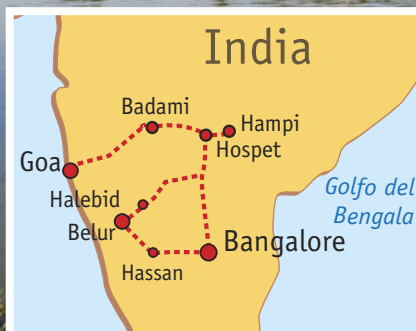 India
Badami
Hampi
Hospet
Goa
Halebid
Golfo del
Bengala
Belur
Bangalore
Hassan